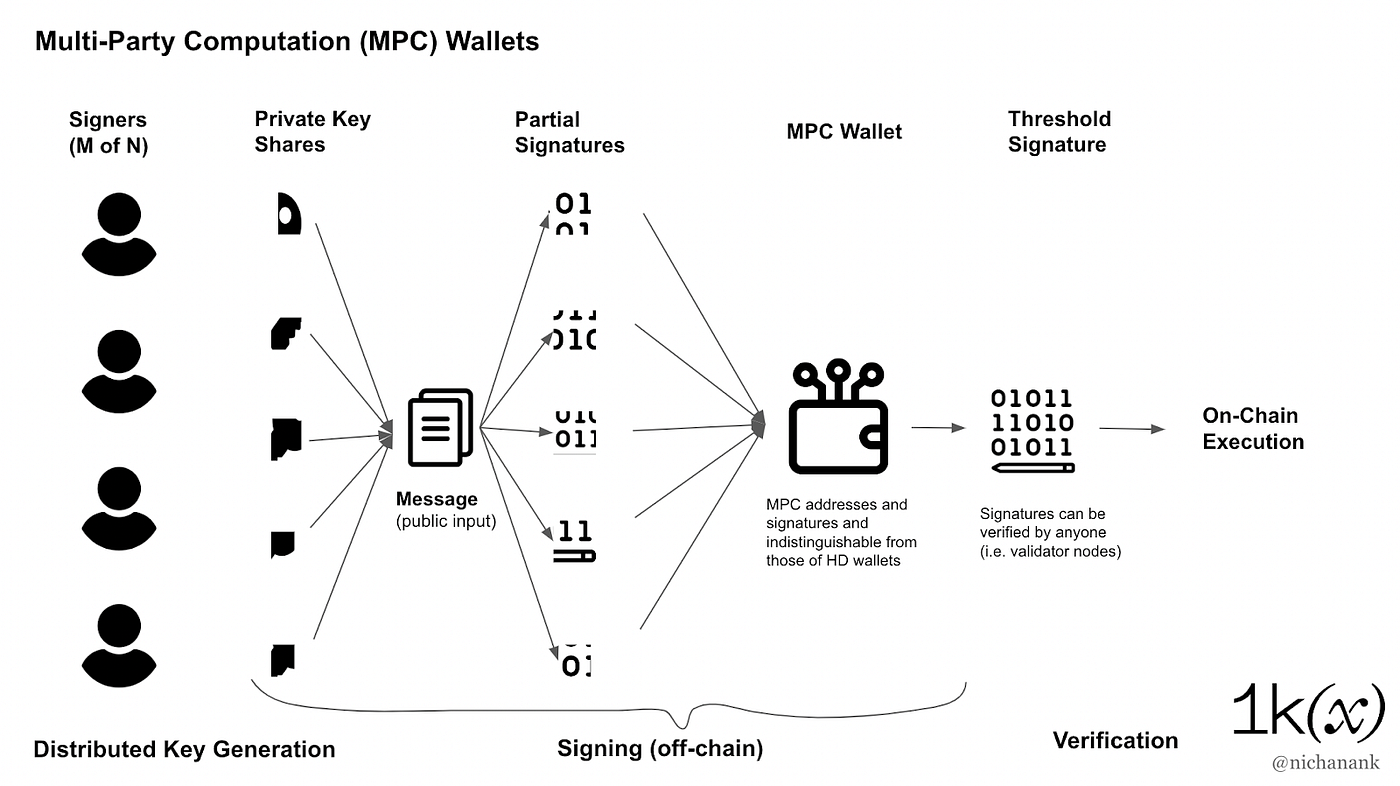 Multi-Party Computation (MPC) Wallets
Signers
(M of N)
Private Key
Shares
Partial
Signatures
MPC Wallet
Threshold
Signature
01
01
011
010
010
011
11
01
Message
(public input)
01011
11010
01011
On-Chain
Execution
MPC addresses and
signatures and
indistinguishable from
those of HD wallets
Signatures can be
verified by anyone
(i.e. validator nodes)
Distributed Key Generation
Signing (off-chain)
Verification
1k(x)
@nichanank